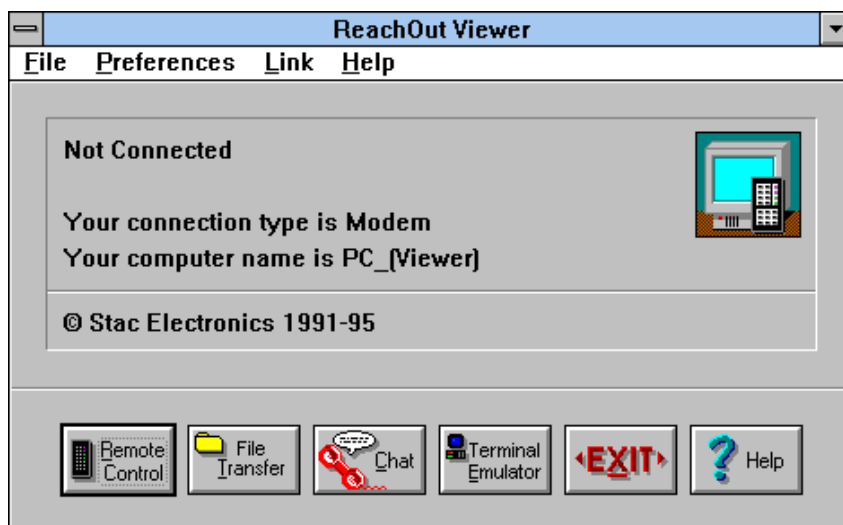 ReachOut Viewer
File Preferences Link Help
Not Connected
Your connection type is Modem
Your computer name is PC_(Viewer)
© Stac Electronics 1991-95
Remote
Control
File
Transfer
Chat
Terminal
Emulator
EXIT
Help